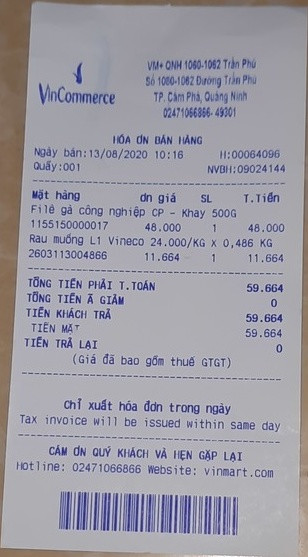 VinCommerce
VM+ QNH 1060-1062 Trần Phú
Số 1060-1062 Đường Trần Phú
TP. Cẩm Phả, Quảng Ninh
02471066866- 49301
HÓA ĐƠN BÁN HÀNG
Ngày bán:13/08/2020 10:16 H:00064096
Quầy:001 NVBH:09024144
Mặt hàng đn giá SL T.Tiền
Filê gà công nghiệp CP - Khay 500G
1155150000017 48.000 1 48.000
Rau muống L1 Vineco 24.000/KG X 0,486 KG
2603113004866 11.664 1 11.664
TỔNG TIỀN PHẢI T.TOÁN 59.664
TỔNG TIỀN Ã GIẢM 0
TIỀN KHÁCH TRẢ 59.664
TIỀN MẶT 59.664
TIỀN TRẢ LẠI 0
(Giá đã bao gồm thuế GTGT)
Chỉ xuất hóa đơn trong ngày
Tax invoice will be issued within same day
CẢM ƠN QUÝ KHÁCH VÀ HẸN GẶP LẠI
Hotline: 02471066866 Website: vinmart.com